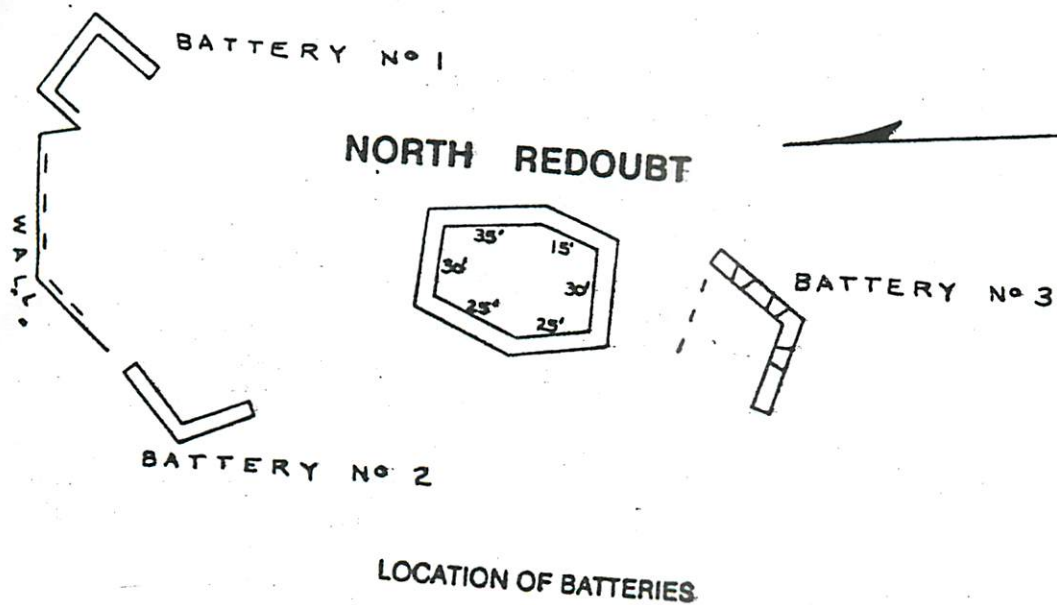 BATTERY No 1
NORTH REDOUBT
WALL
35'
15'
30'
30'
25'
25'
BATTERY No 3
BATTERY No 2
LOCATION OF BATTERIES